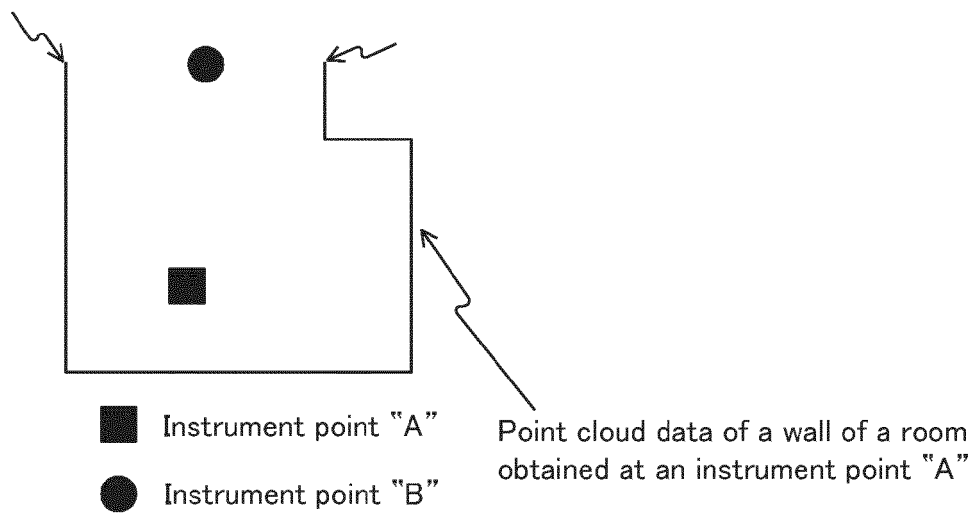 Instrument point “A”
Instrument point “B”
Point cloud data of a wall of a room
obtained at an instrument point “A”